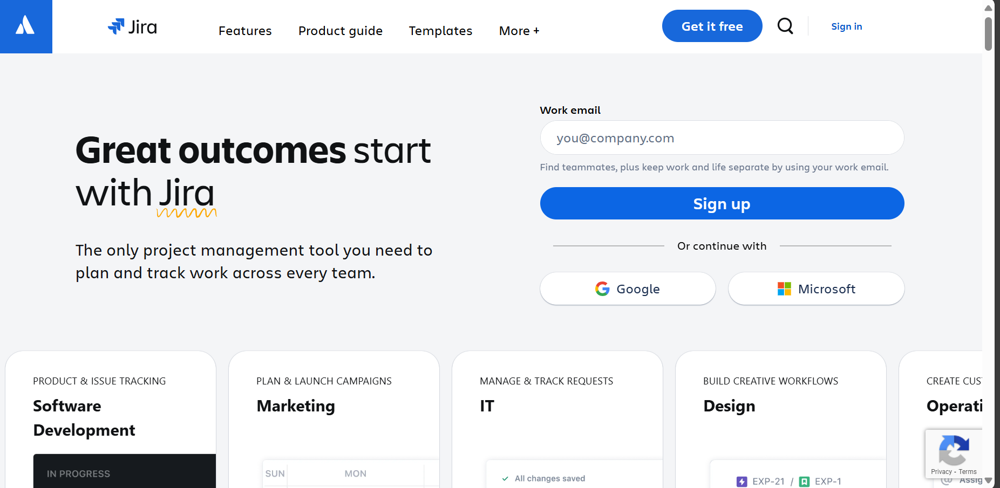 Jira
Features
Product guide
Templates
More +
Get it free
Sign in
Great outcomes start
with Jira
The only project management tool you need to
plan and track work across every team.
Work email
you@company.com
Find teammates, plus keep work and life separate by using your work email.
Sign up
Or continue with
Google
Microsoft
PRODUCT & ISSUE TRACKING
Software
Development
IN PROGRESS
PLAN & LAUNCH CAMPAIGNS
Marketing
SUN
MON
MANAGE & TRACK REQUESTS
IT
All changes saved
BUILD CREATIVE WORKFLOWS
Design
EXP-21 / EXP-1
CREATE CUS
Operati
Privacy - Terms
@ Assig